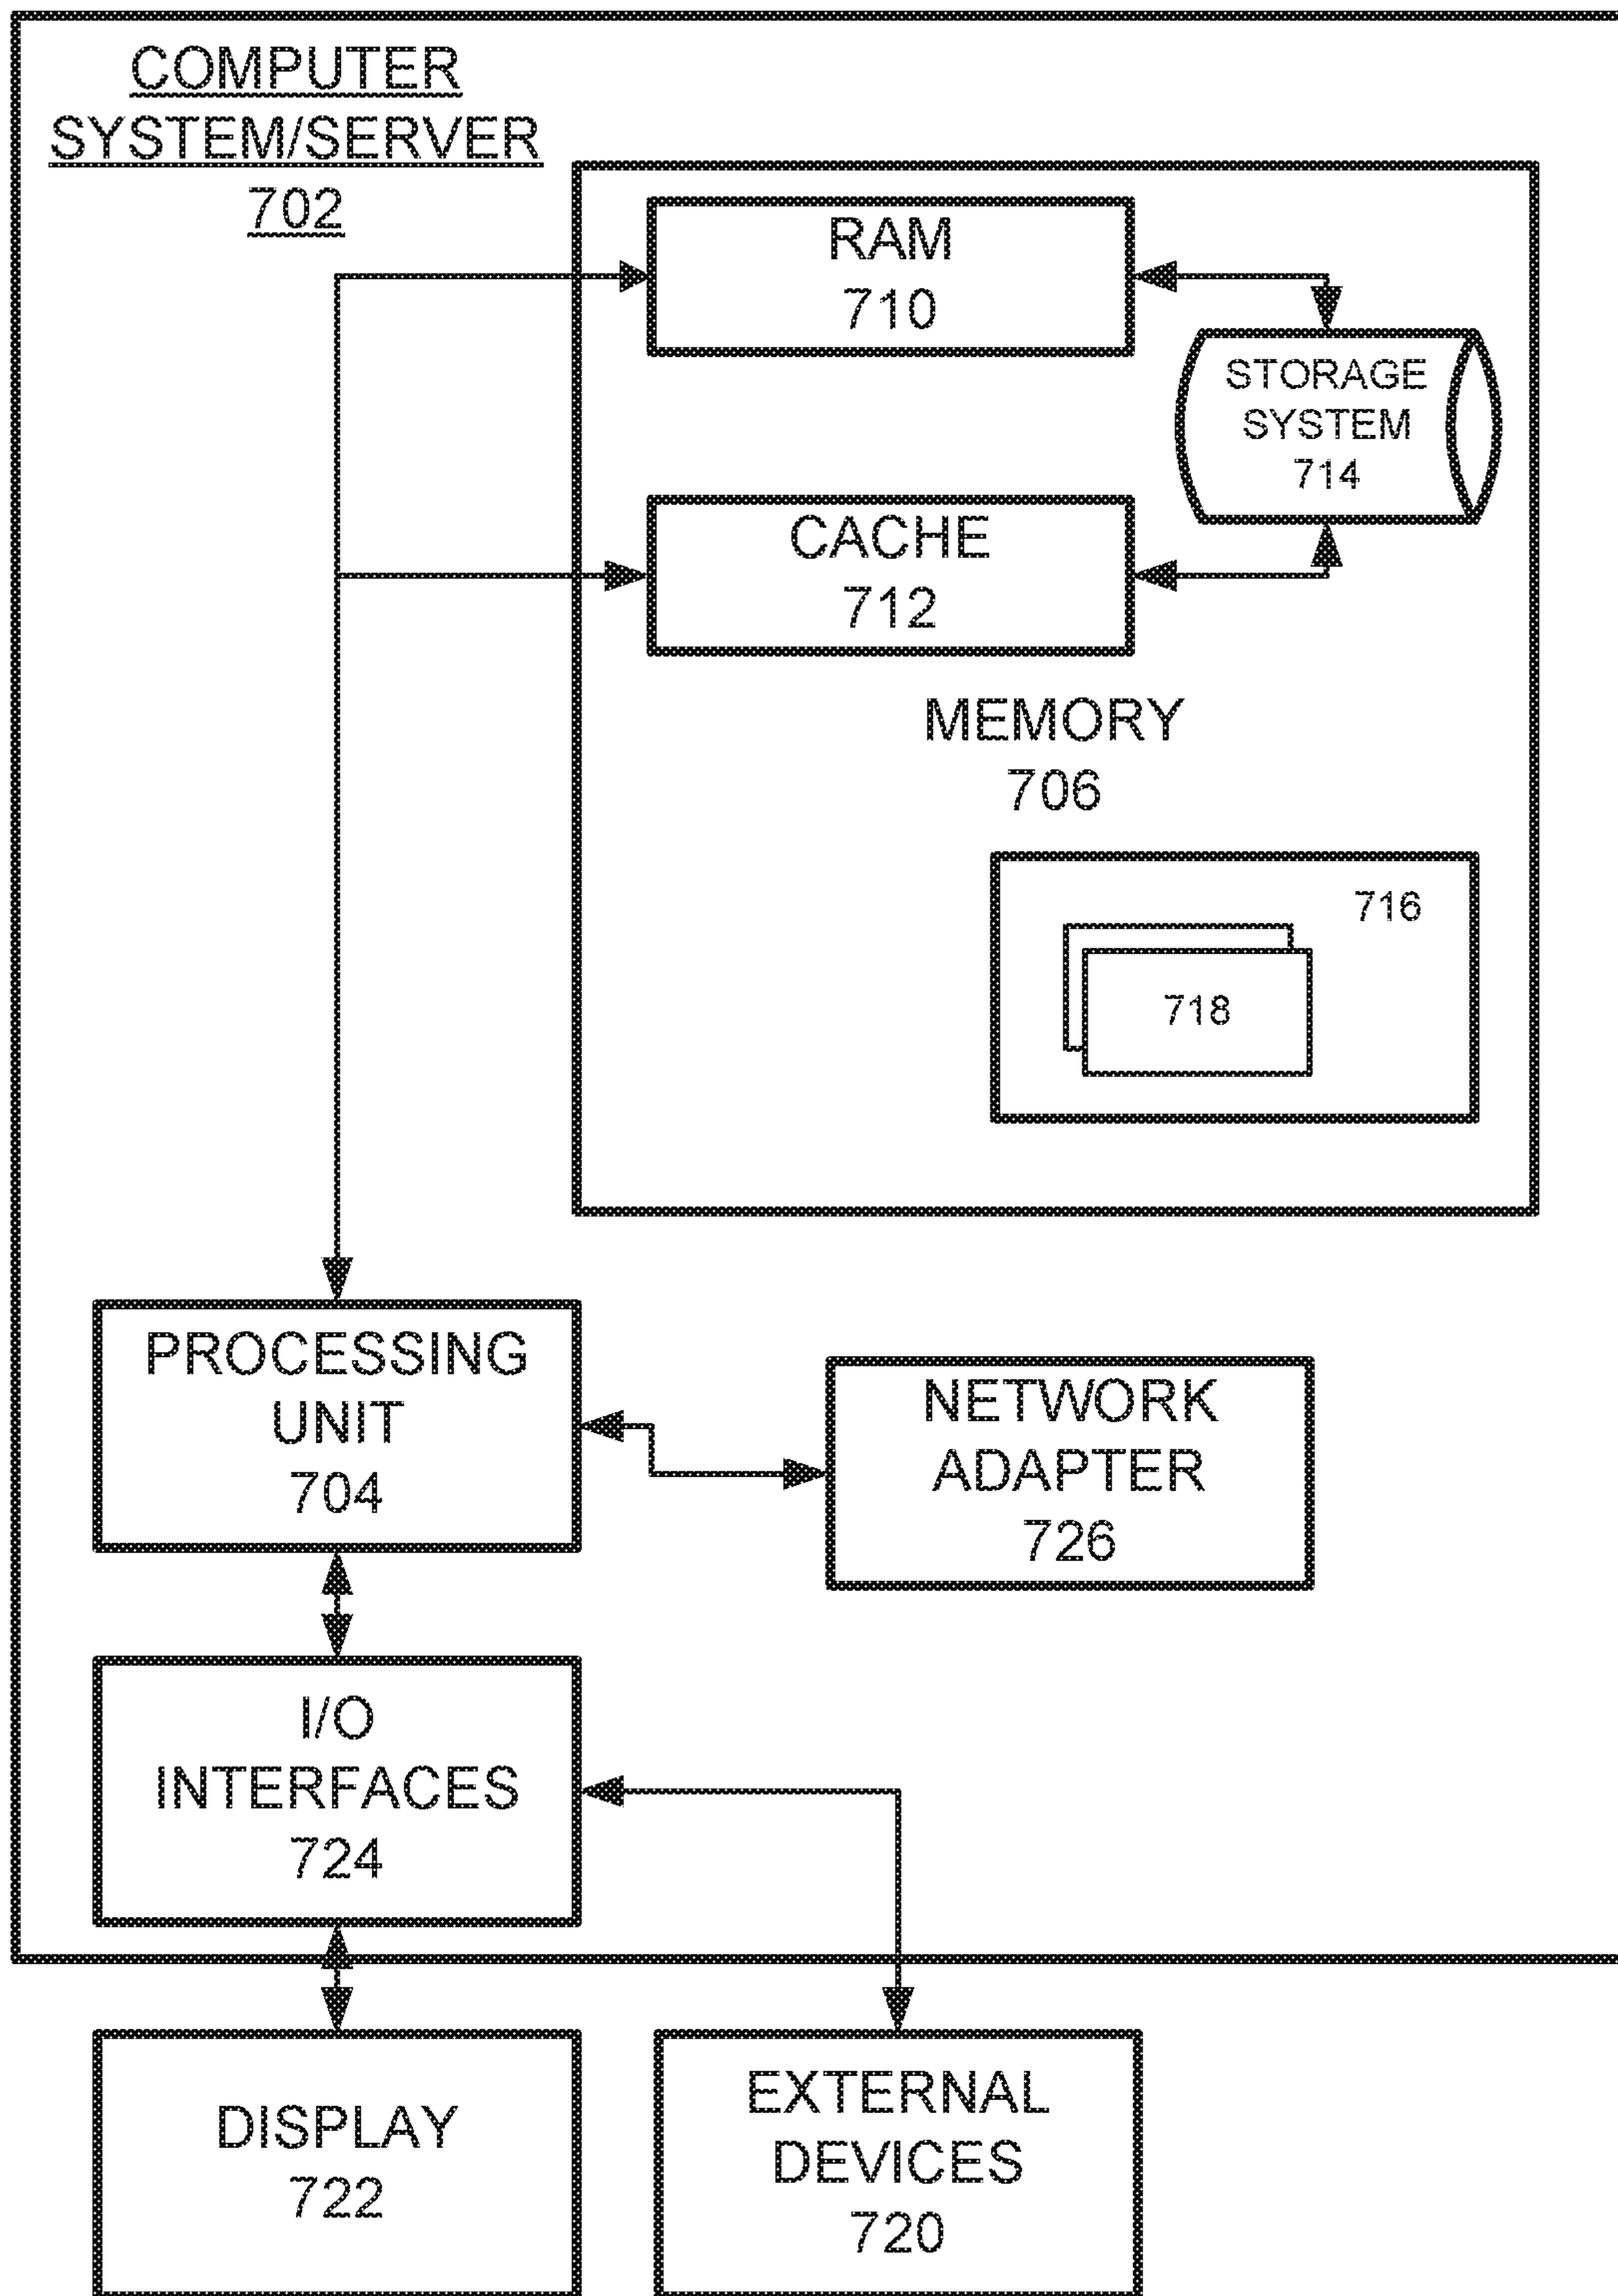 COMPUTER
SYSTEM/SERVER
702
RAM
710
STORAGE
SYSTEM
714
CACHE
712
MEMORY
706
716
718
PROCESSING
UNIT
704
NETWORK
ADAPTER
726
I/O
INTERFACES
724
DISPLAY
722
EXTERNAL
DEVICES
720